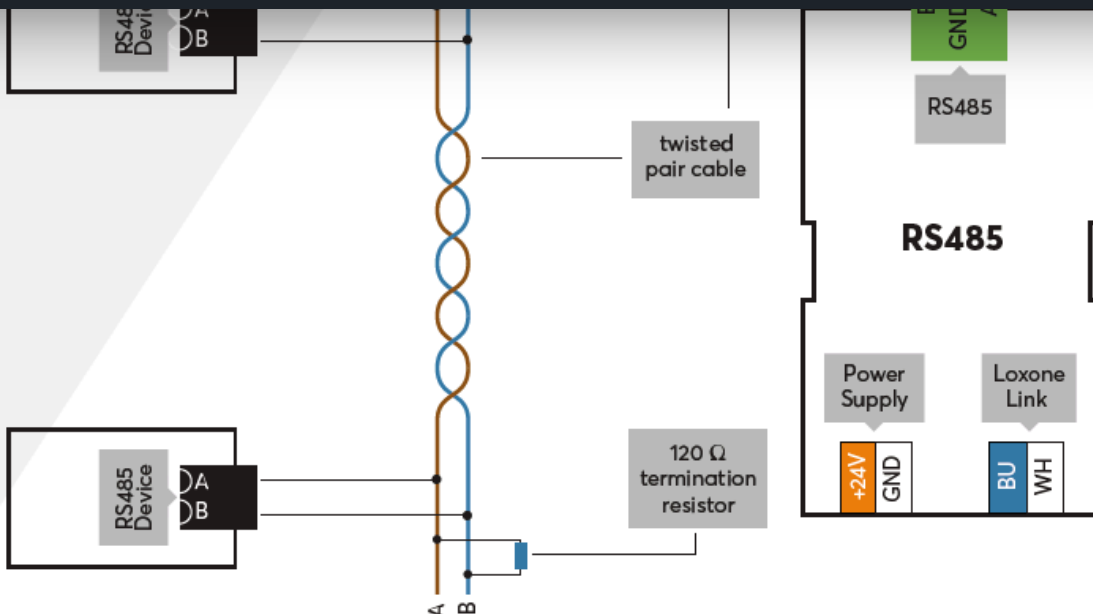 A
B
RS485
Devi
GND
A
RS485
twisted
pair cable
RS485
Power
Supply
Loxone
Link
+24V
GND
BU
WH
120 Ω
termination
resistor
RS485
Device
A
B
A
B